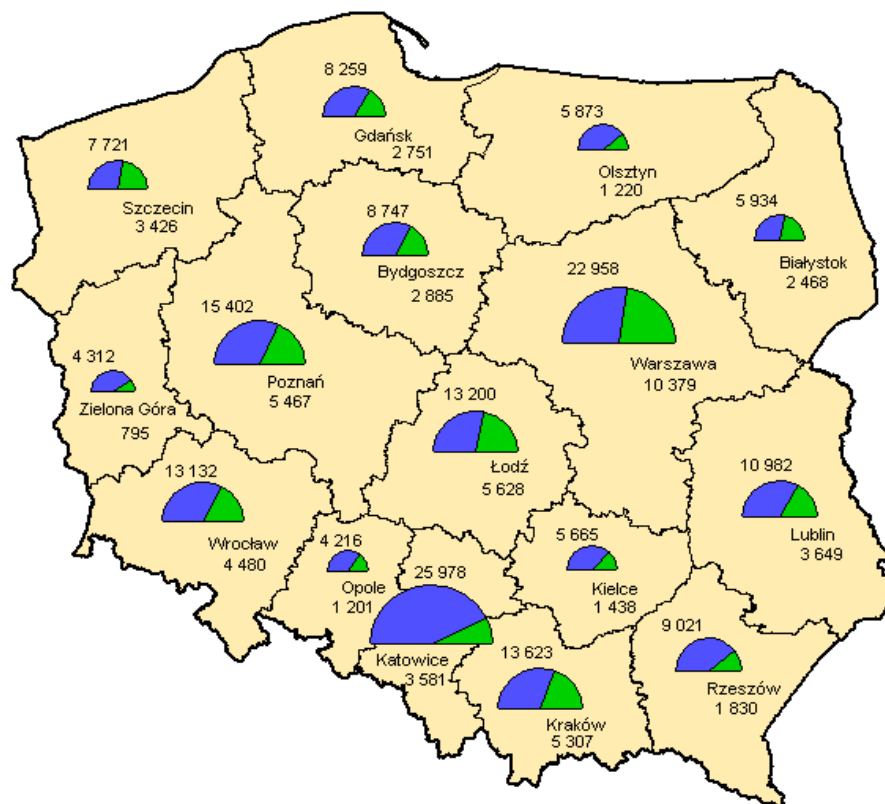 8 259
Gdańsk
2 751
5 873
Olsztyn
1 220
7 721
Szczecin
3 426
8 747
Bydgoszcz
2 885
5 934
Białystok
2 468
22 958
Warszawa
10 379
15 402
Poznań
5 467
4 312
Zielona Góra
795
13 200
Łodź
5 628
13 132
Wrocław
4 480
10 982
Lublin
3 649
4 216
Opole
1 201
25 978
Katowice
3 581
5 665
Kielce
1 438
13 623
Kraków
5 307
9 021
Rzeszów
1 830